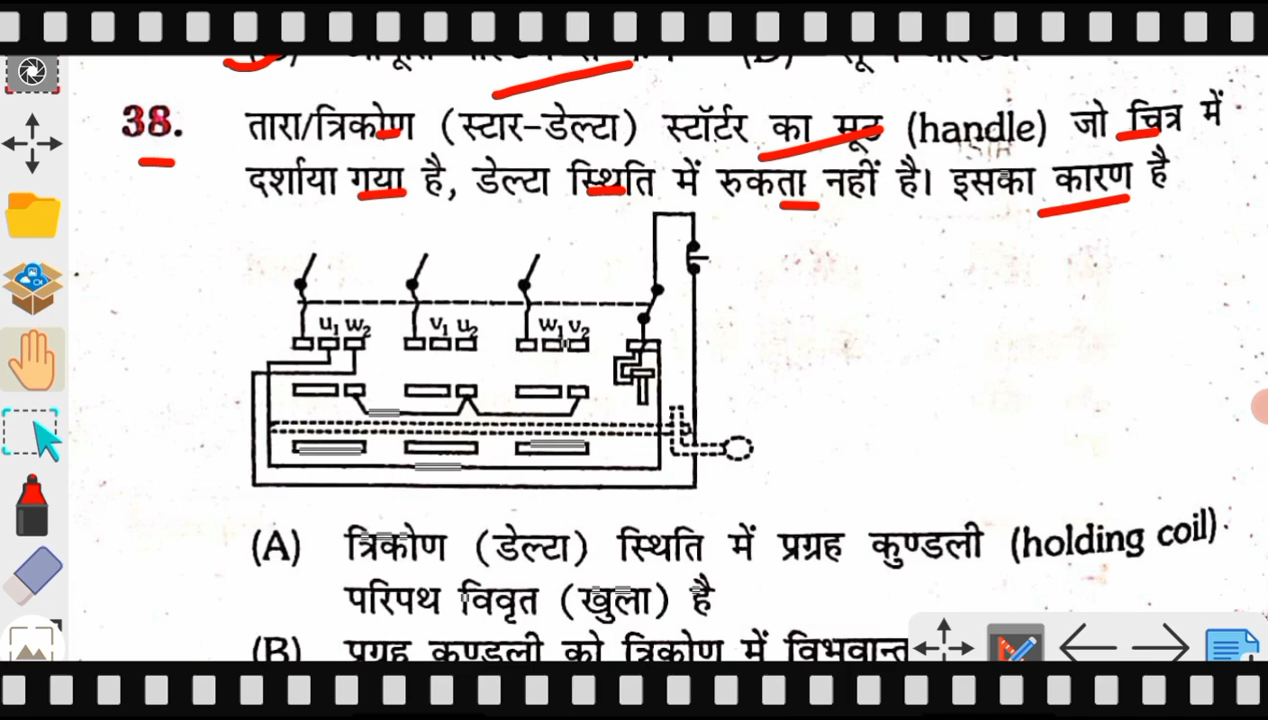 38. तारा/त्रिकोण (स्टार-डेल्टा) स्टॉर्टर का मूठ (handle) जो चित्र में
दर्शाया गया है, डेल्टा स्थिति में रुकता नहीं है। इसका कारण है
u₁ w₂ v₁ u₂ w₁ v₂
(A) त्रिकोण (डेल्टा) स्थिति में प्रग्रह कुण्डली (holding coil)
परिपथ विवृत (खुला) है
(B) प्रग्रह कुण्डली को त्रिकोण में विभवान्त